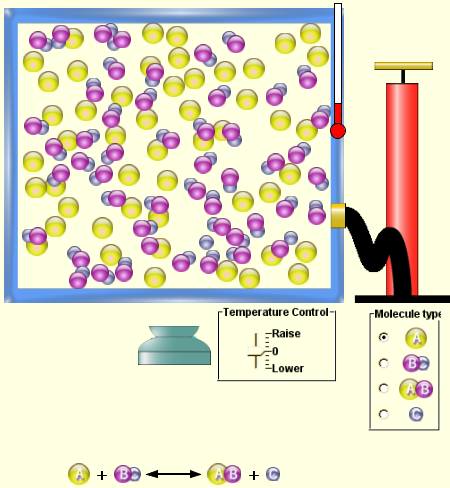 Temperature Control
Raise
0
Lower
Molecule type
A
B C
A B
C
A + B C ⟷ A B + C